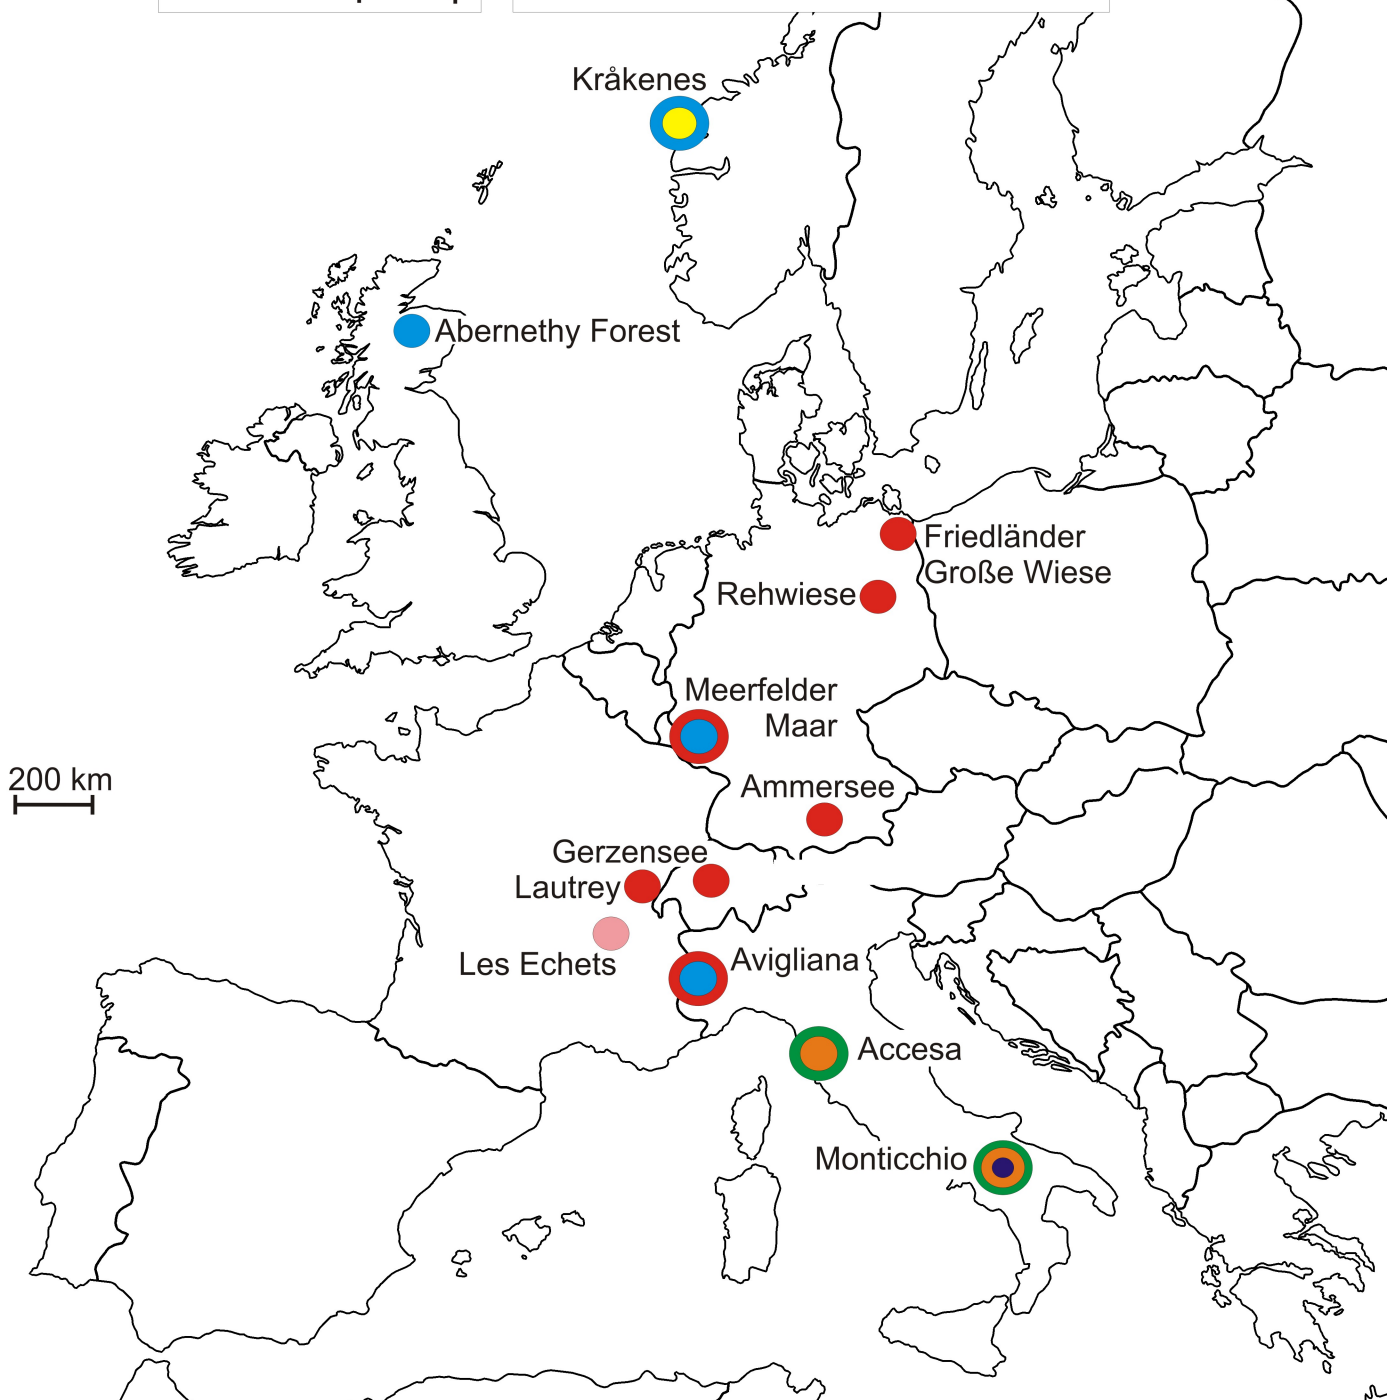 Kråkenes
Abernethy Forest
Friedländer
Große Wiese
Rehwiese
Meerfelder
Maar
200 km
Ammersee
Gerzensee
Lautrey
Les Echets
Avigliana
Accesa
Monticchio